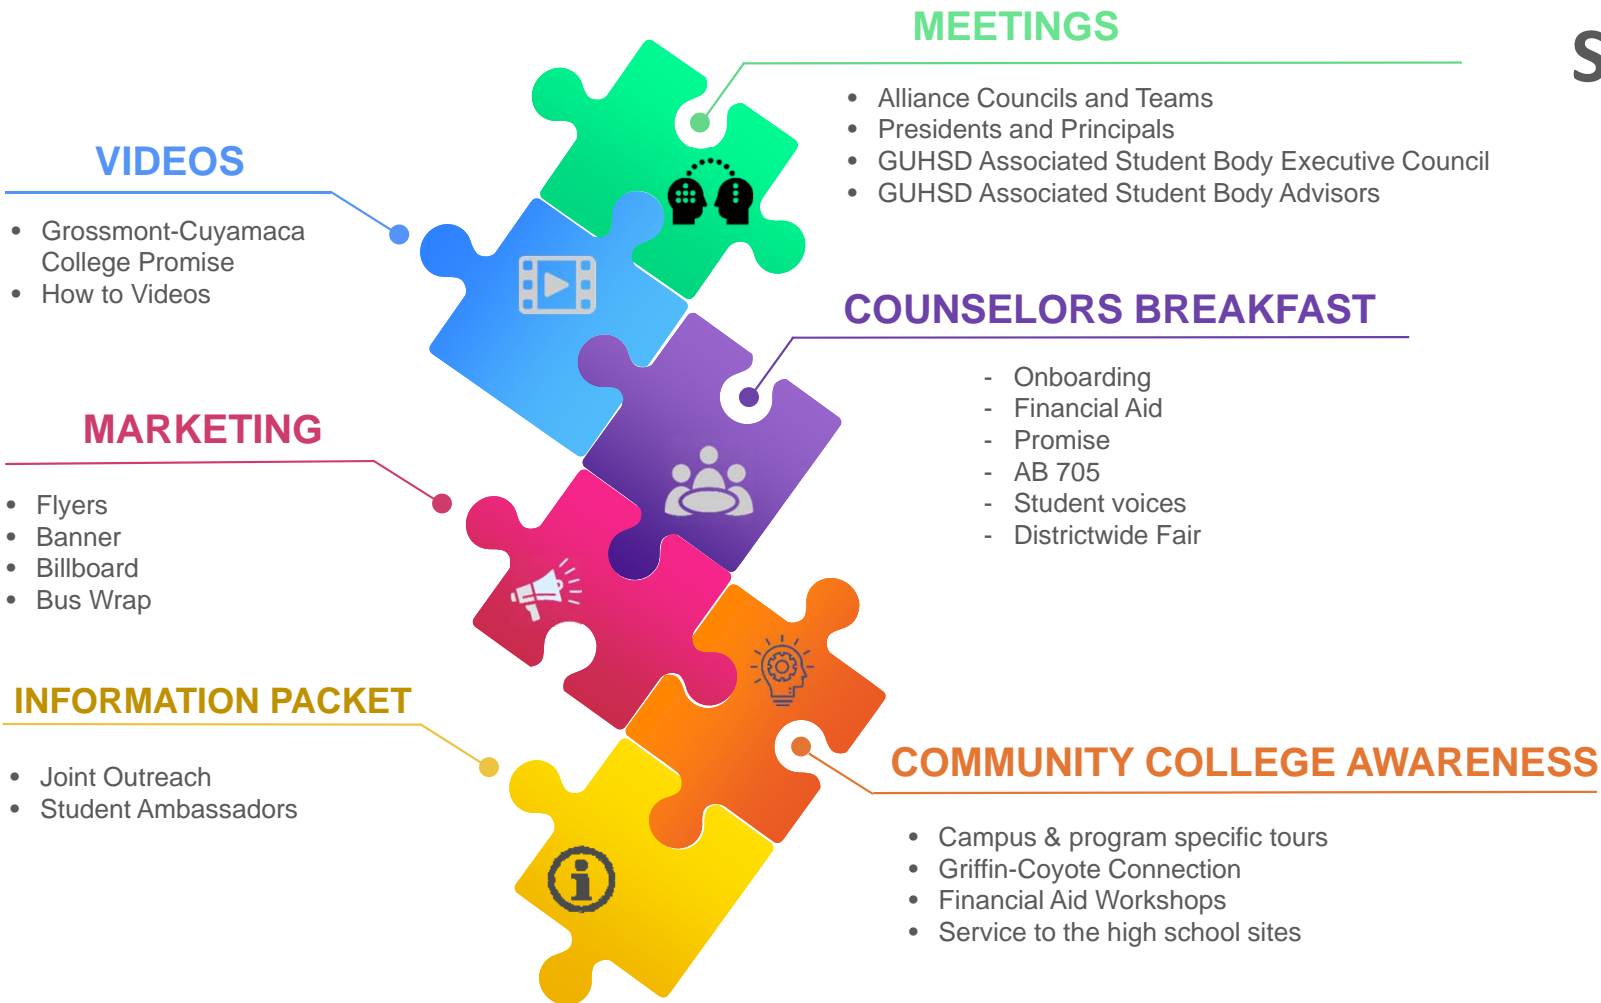 MEETINGS
S
• Alliance Councils and Teams
• Presidents and Principals
• GUHSD Associated Student Body Executive Council
• GUHSD Associated Student Body Advisors
VIDEOS
• Grossmont-Cuyamaca
College Promise
• How to Videos
COUNSELORS BREAKFAST
- Onboarding
- Financial Aid
- Promise
- AB 705
- Student voices
- Districtwide Fair
MARKETING
• Flyers
• Banner
• Billboard
• Bus Wrap
INFORMATION PACKET
• Joint Outreach
• Student Ambassadors
COMMUNITY COLLEGE AWARENESS
• Campus & program specific tours
• Griffin-Coyote Connection
• Financial Aid Workshops
• Service to the high school sites